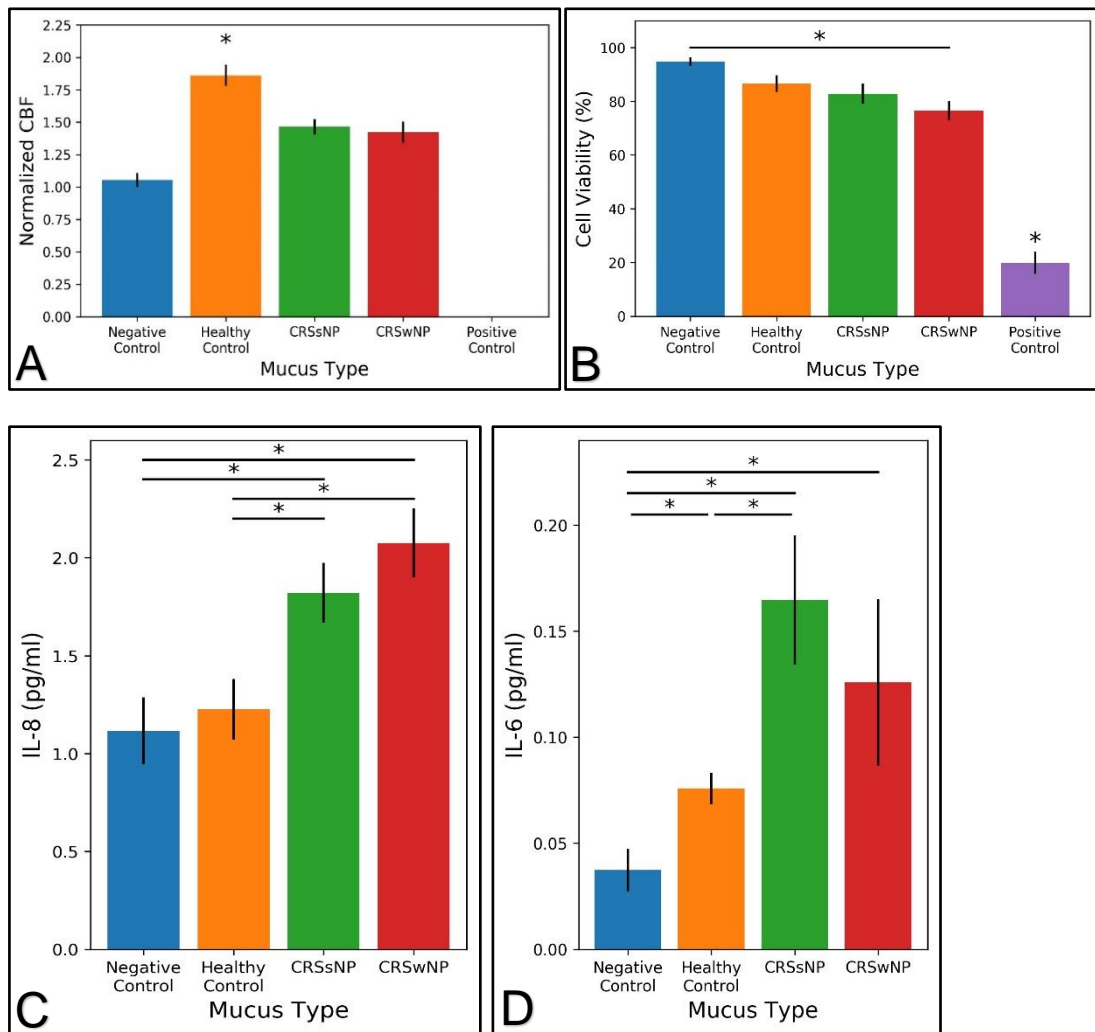 Normalized CBF
2.25
2.00
1.75
1.50
1.25
1.00
0.75
0.50
0.25
0.00
*
Negative Control
Healthy Control
CRSsNP
CRSwNP
Positive Control
Mucus Type
A
Cell Viability (%)
100
80
60
40
20
0
*
*
Negative Control
Healthy Control
CRSsNP
CRSwNP
Positive Control
Mucus Type
B
IL-8 (pg/ml)
2.5
2.0
1.5
1.0
0.5
0.0
*
*
*
*
Negative Control
Healthy Control
CRSsNP
CRSwNP
Mucus Type
C
IL-6 (pg/ml)
0.20
0.15
0.10
0.05
0.00
*
*
*
*
Negative Control
Healthy Control
CRSsNP
CRSwNP
Mucus Type
D